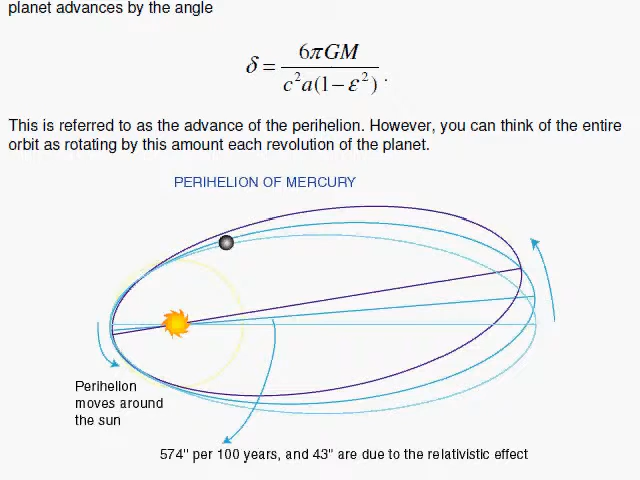 planet advances by the angle
δ = 6πGM / c²a(1−ε²) .
This is referred to as the advance of the perihelion. However, you can think of the entire
orbit as rotating by this amount each revolution of the planet.
PERIHELION OF MERCURY
Perihelion
moves around
the sun
574" per 100 years, and 43" are due to the relativistic effect